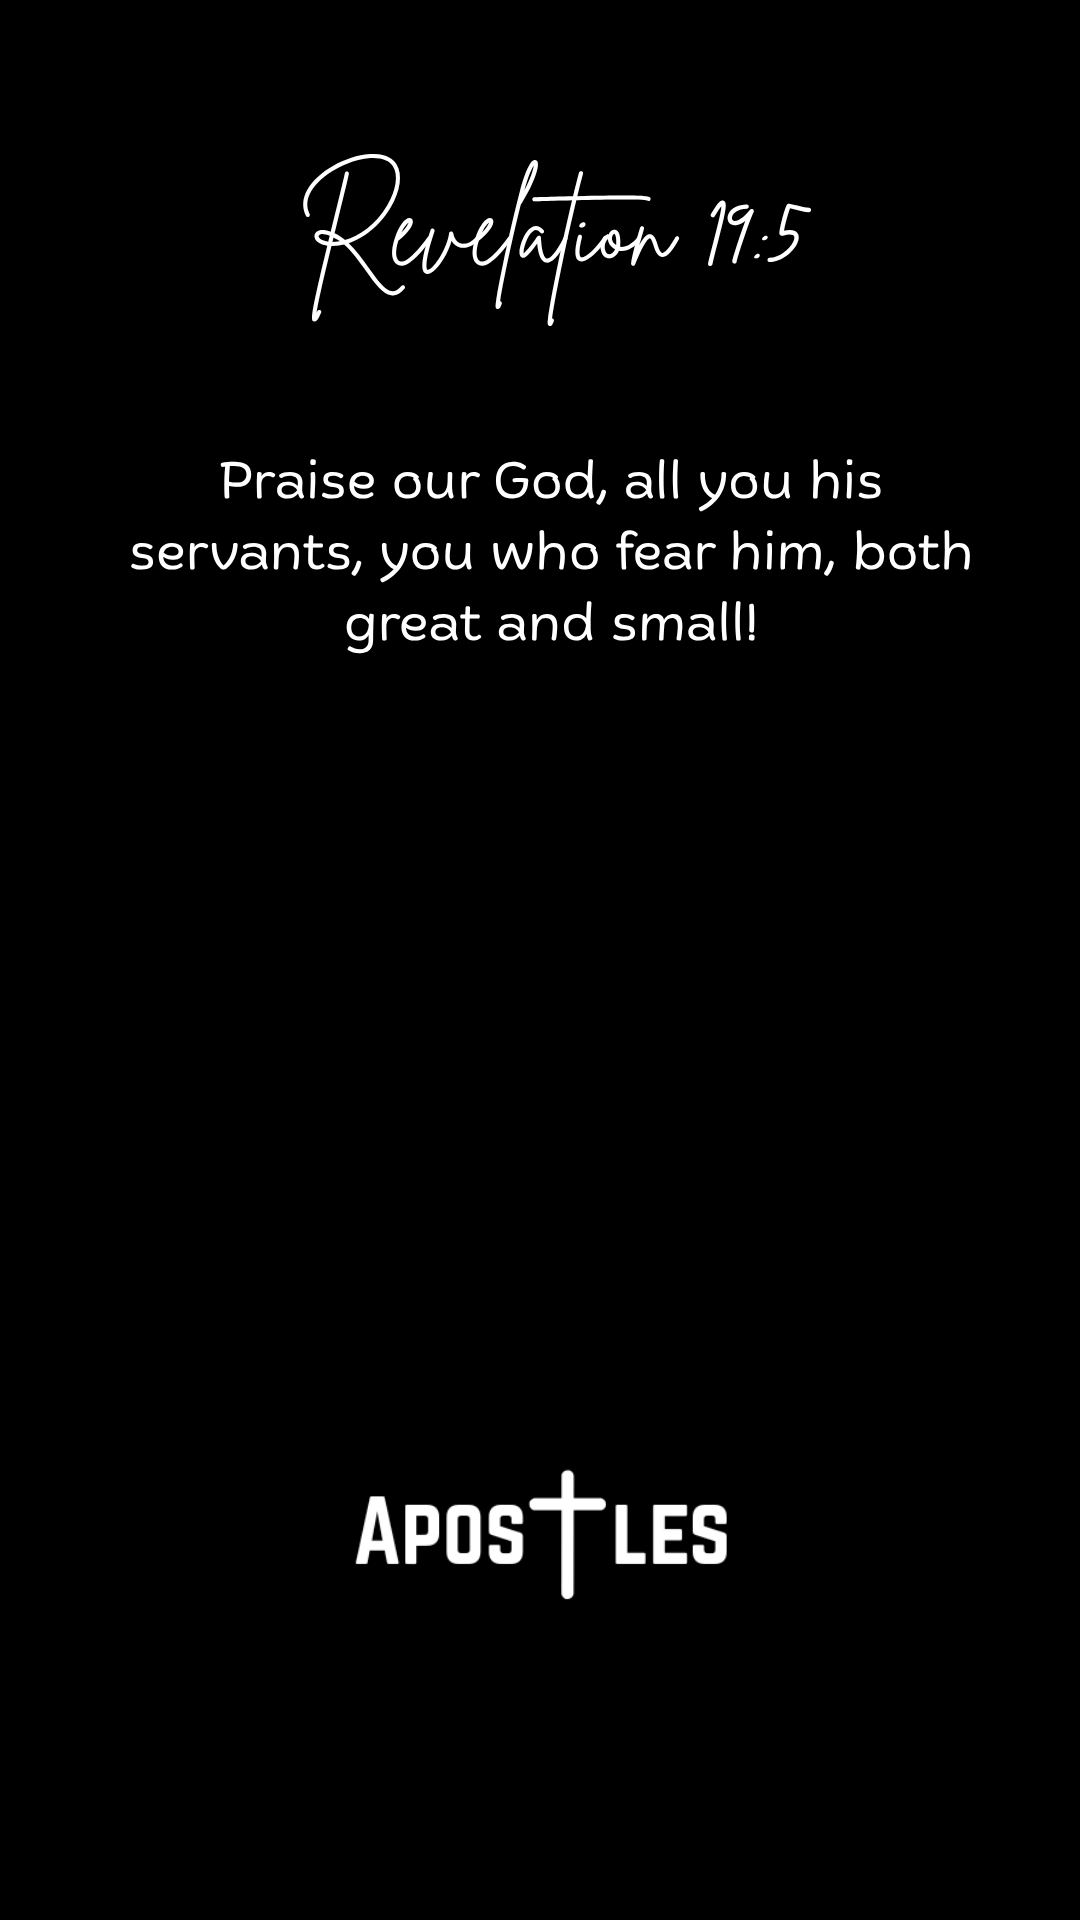 Revelation 19:5
Praise our God, all you his
servants, you who fear him, both
great and small!
APOSTLES